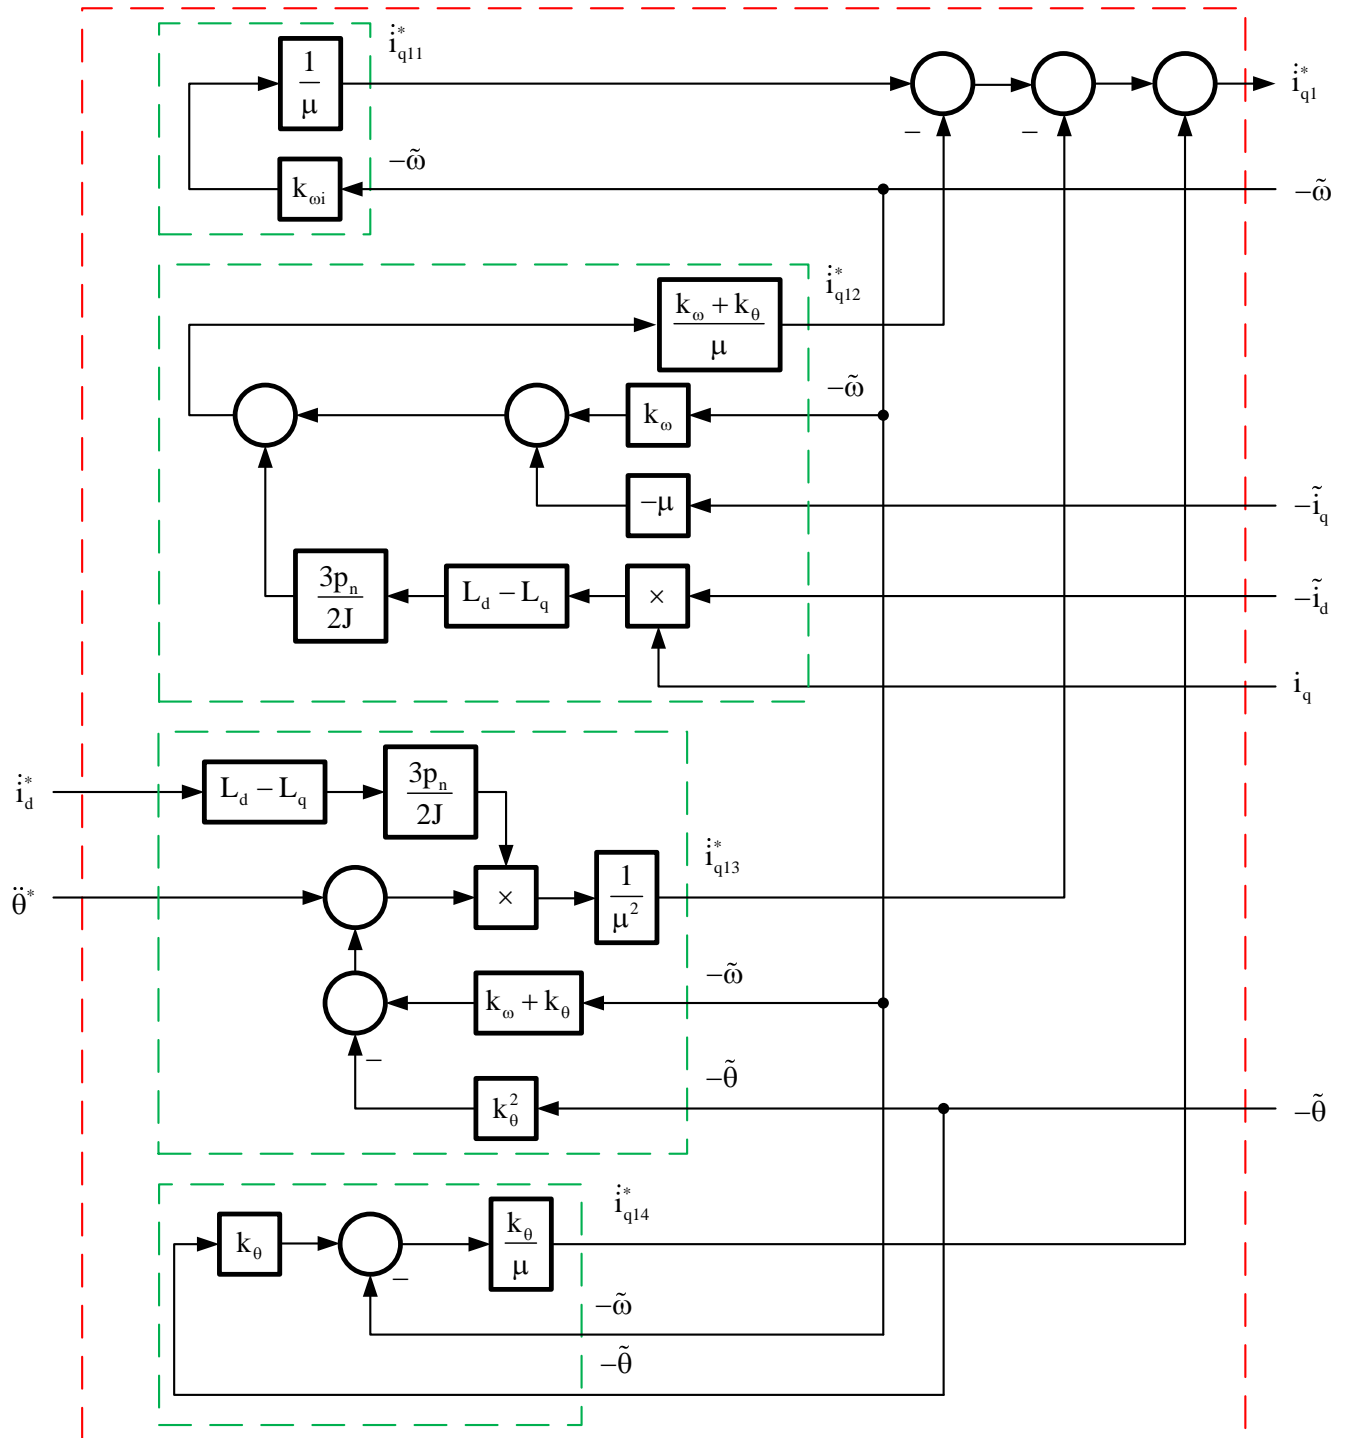 i̇*q11
1/μ
i̇*q1
− −
−ω̃
kωi
−ω̃
i̇*q12
(kω + kθ)/μ
−ω̃
kω
−μ
−ĩq
3pn/2J
Ld − Lq
×
−ĩd
iq
i̇*d
Ld − Lq
3pn/2J
i̇*q13
θ̈*
×
1/μ²
−ω̃
kω + kθ
−
−θ̃
kθ²
−θ̃
i̇*q14
kθ
kθ/μ
−
−ω̃
−θ̃